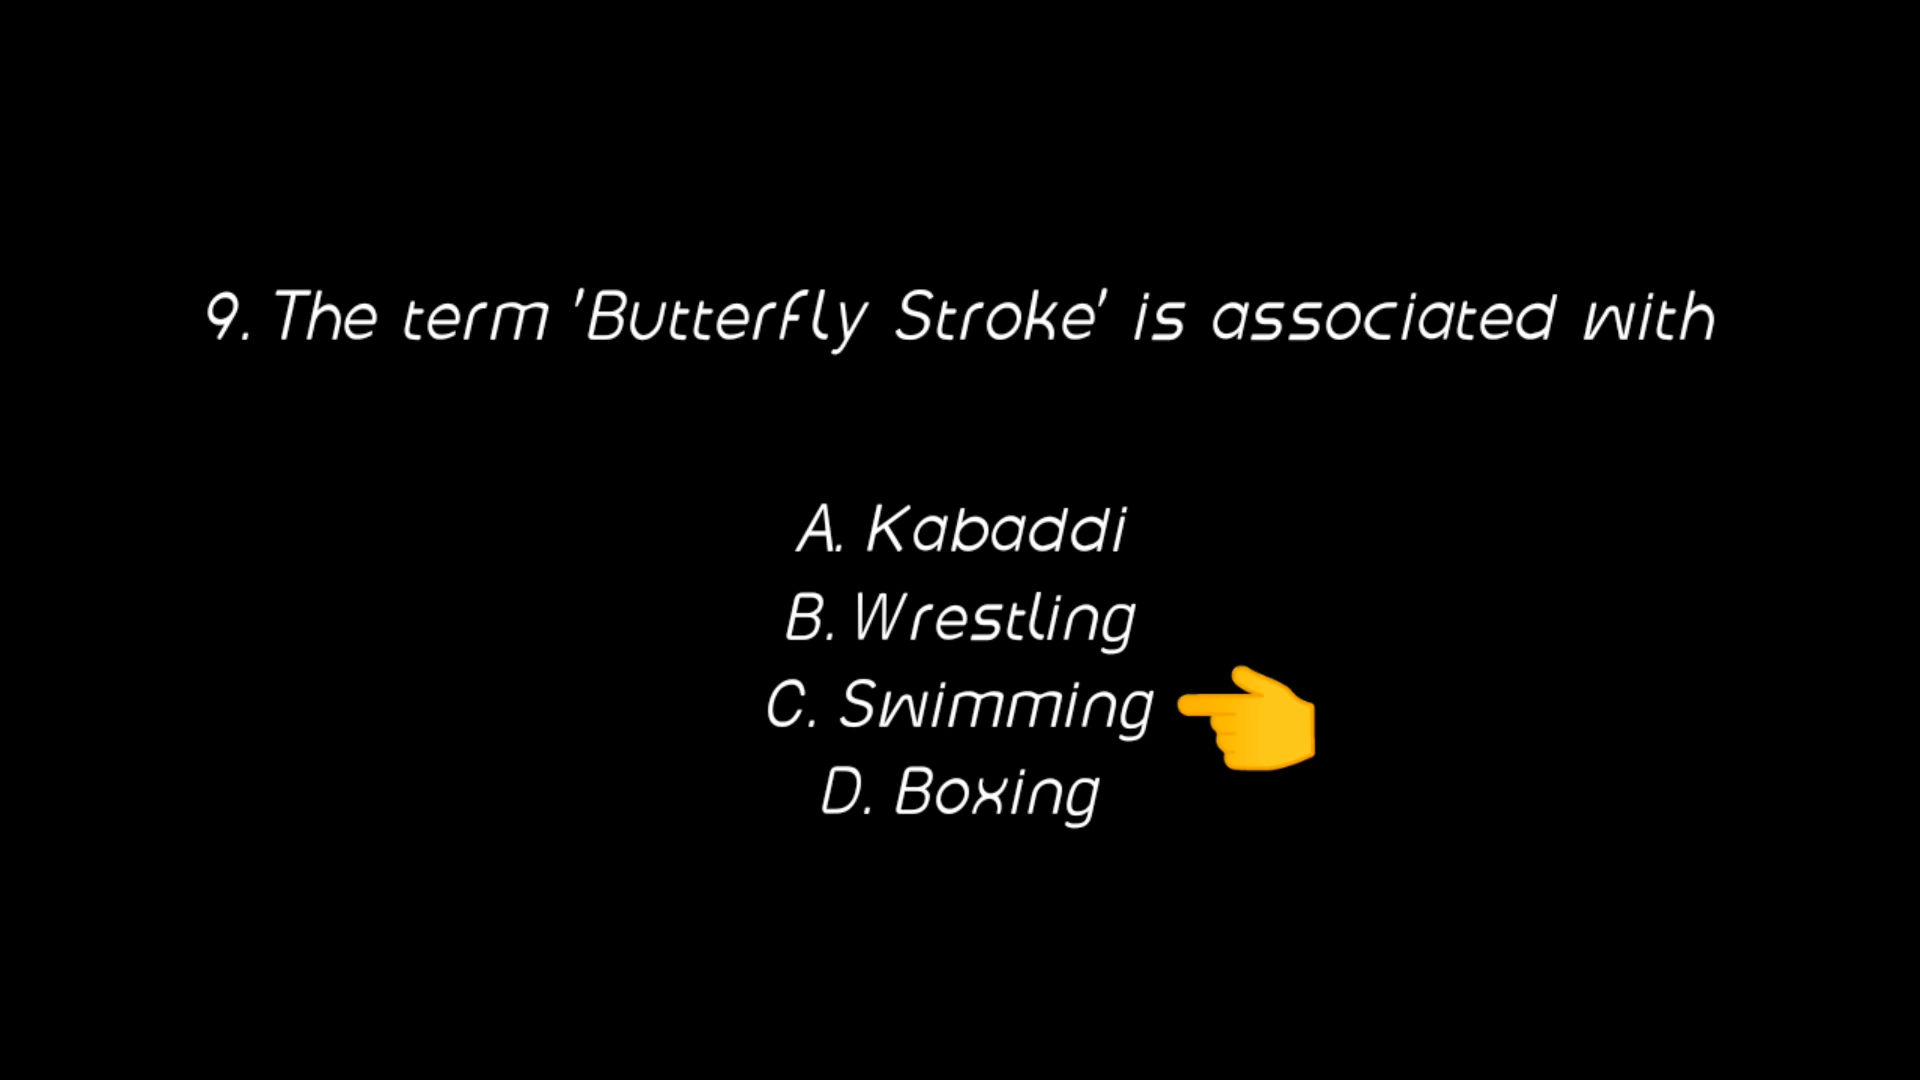 9. The term 'Butterfly Stroke' is associated with
A. Kabaddi
B. Wrestling
C. Swimming
D. Boxing